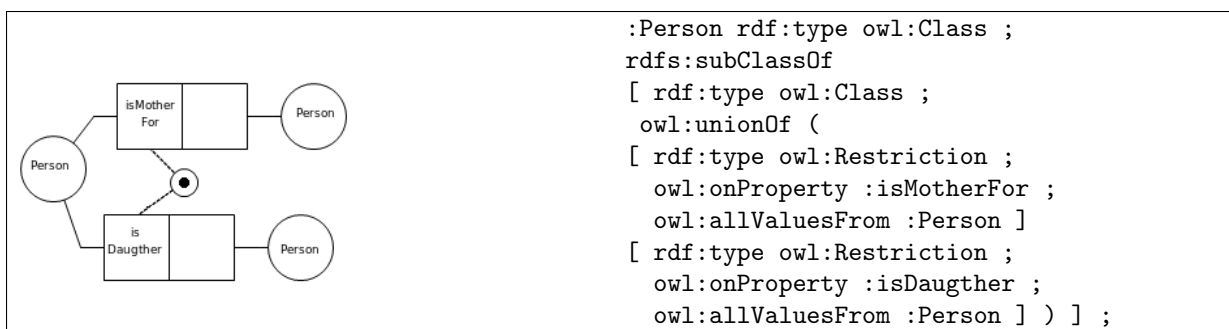 isMother
For
Person
Person
is
Daugther
Person
:Person rdf:type owl:Class ;
rdfs:subClassOf
[ rdf:type owl:Class ;
owl:unionOf (
[ rdf:type owl:Restriction ;
owl:onProperty :isMotherFor ;
owl:allValuesFrom :Person ]
[ rdf:type owl:Restriction ;
owl:onProperty :isDaugther ;
owl:allValuesFrom :Person ] ) ] ;